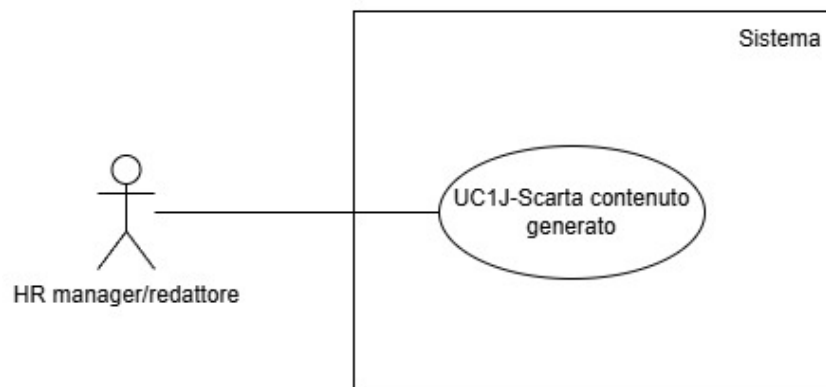 Sistema
UC1J-Scarta contenuto
generato
HR manager/redattore